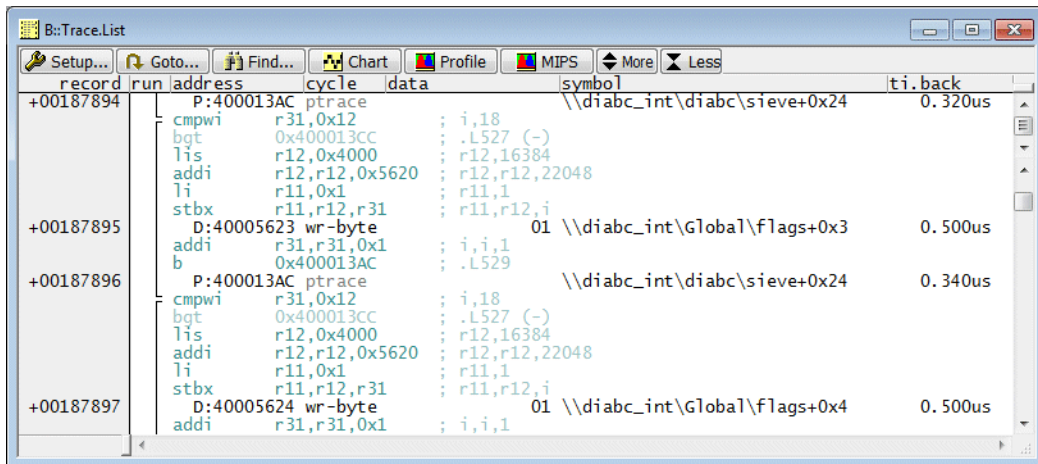 B::Trace.List
Setup... Goto... Find... Chart Profile MIPS More Less
record run address cycle data symbol ti.back
+00187894 P:400013AC ptrace \\diabc_int\diabc\sieve+0x24 0.320us
cmpwi r31,0x12 ; i,18
bgt 0x400013CC ; .L527 (-)
lis r12,0x4000 ; r12,16384
addi r12,r12,0x5620 ; r12,r12,22048
li r11,0x1 ; r11,1
stbx r11,r12,r31 ; r11,r12,i
+00187895 D:40005623 wr-byte 01 \\diabc_int\Global\flags+0x3 0.500us
addi r31,r31,0x1 ; i,i,1
b 0x400013AC ; .L529
+00187896 P:400013AC ptrace \\diabc_int\diabc\sieve+0x24 0.340us
cmpwi r31,0x12 ; i,18
bgt 0x400013CC ; .L527 (-)
lis r12,0x4000 ; r12,16384
addi r12,r12,0x5620 ; r12,r12,22048
li r11,0x1 ; r11,1
stbx r11,r12,r31 ; r11,r12,i
+00187897 D:40005624 wr-byte 01 \\diabc_int\Global\flags+0x4 0.500us
addi r31,r31,0x1 ; i,i,1